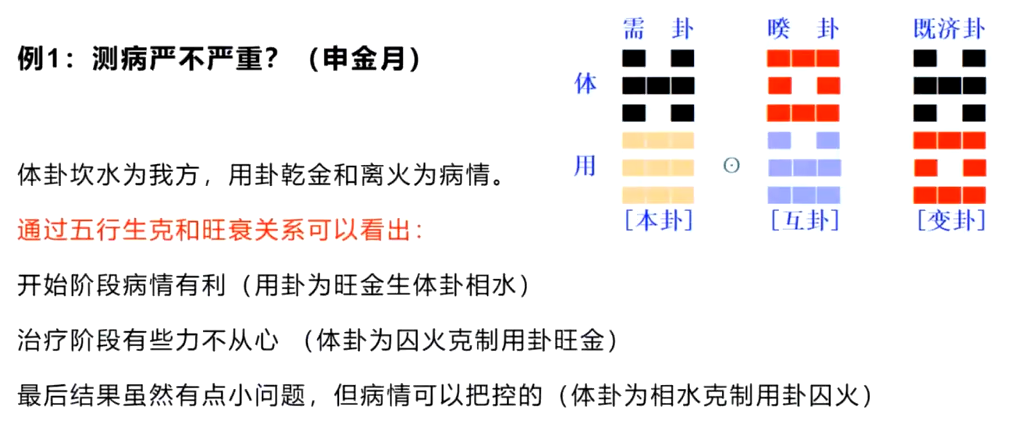 例1：测病严不严重？（申金月）
需 卦 睽 卦 既济卦
体
用
[本卦] [互卦] [变卦]
体卦坎水为我方，用卦乾金和离火为病情。
通过五行生克和旺衰关系可以看出：
开始阶段病情有利（用卦为旺金生体卦相水）
治疗阶段有些力不从心 （体卦为囚火克制用卦旺金）
最后结果虽然有点小问题，但病情可以把控的（体卦为相水克制用卦囚火）